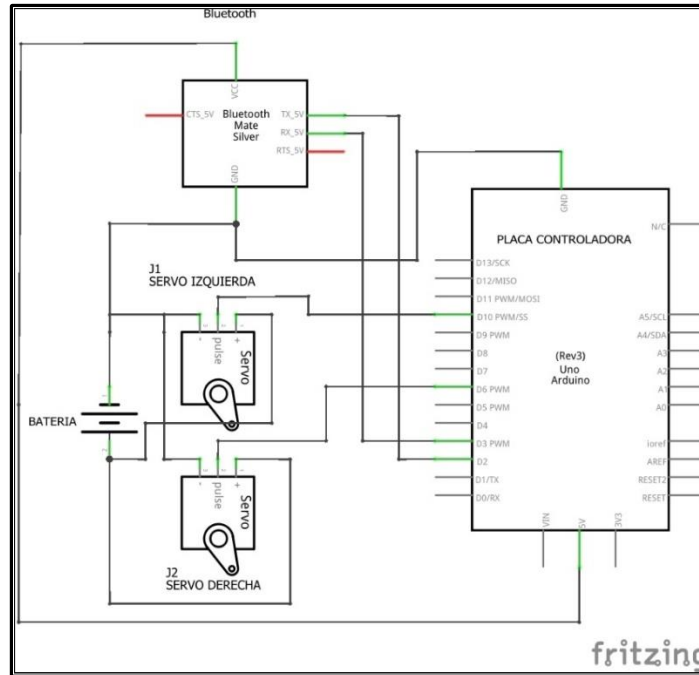 Bluetooth
VCC
CTS_5V
Bluetooth
Mate
Silver
TX_5V
RX_5V
RTS_5V
GND
GND
N/C
PLACA CONTROLADORA
D13/SCK
D12/MISO
D11 PWM/MOSI
D10 PWM/SS
D9 PWM
D8
D7
D6 PWM
D5 PWM
D4
D3 PWM
D2
D1/TX
D0/RX
(Rev3)
Uno
Arduino
A5/SCL
A4/SDA
A3
A2
A1
A0
ioref
AREF
RESET2
RESET
VIN
5V
3V3
J1
SERVO IZQUIERDA
-
pulse
+
Servo
BATERIA
-
pulse
+
Servo
J2
SERVO DERECHA
fritzing